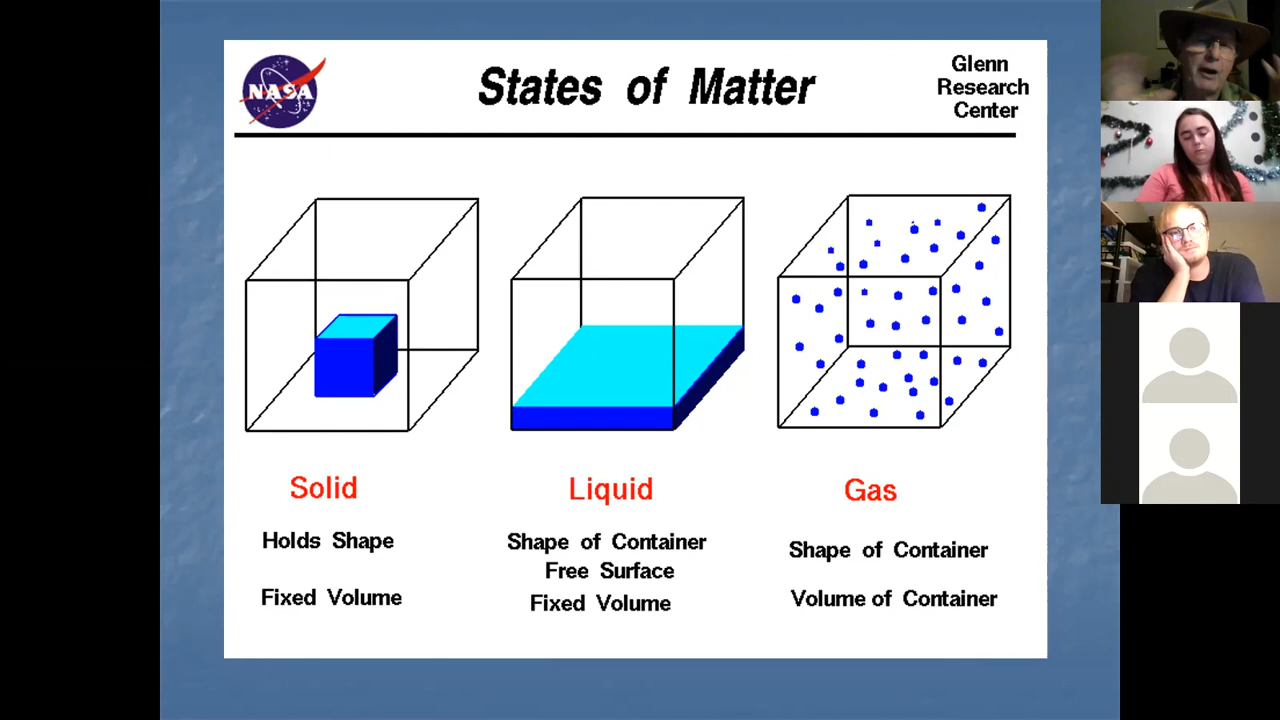 NASA
States of Matter
Glenn
Research
Center
Solid
Holds Shape
Fixed Volume
Liquid
Shape of Container
Free Surface
Fixed Volume
Gas
Shape of Container
Volume of Container